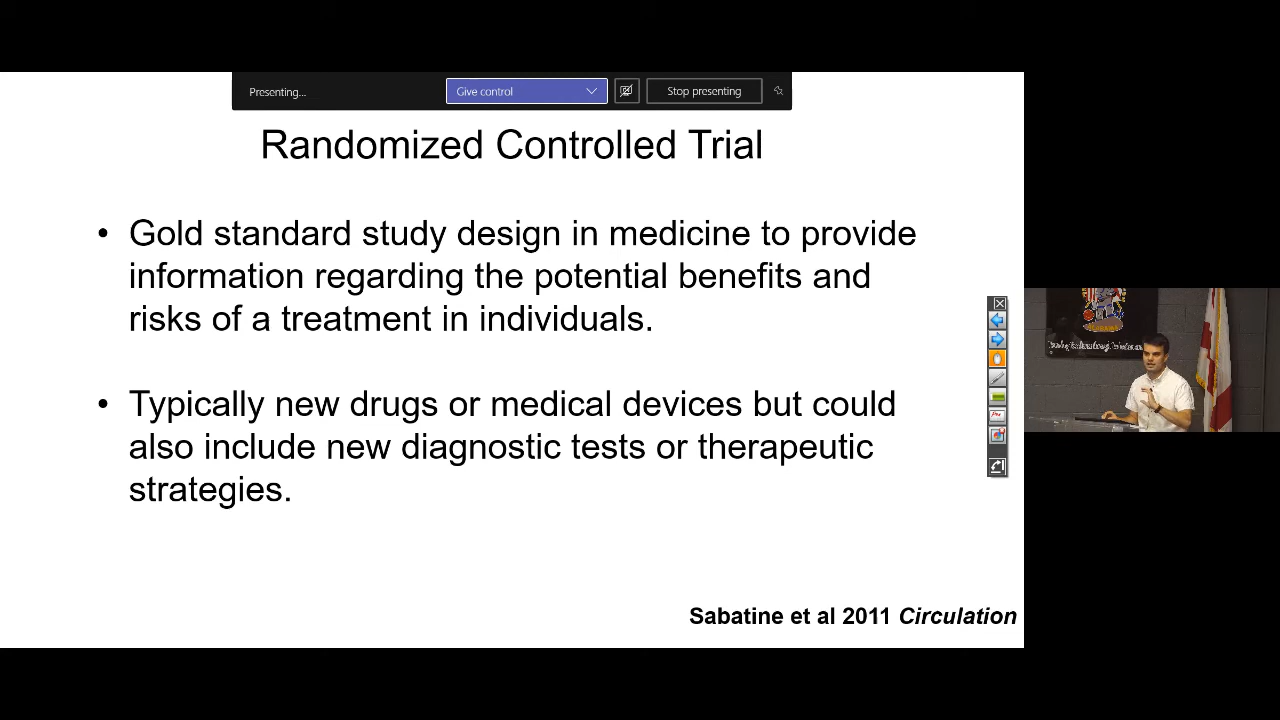 Presenting...
Give control
Stop presenting
Randomized Controlled Trial
• Gold standard study design in medicine to provide
information regarding the potential benefits and
risks of a treatment in individuals.
• Typically new drugs or medical devices but could
also include new diagnostic tests or therapeutic
strategies.
Sabatine et al 2011 Circulation